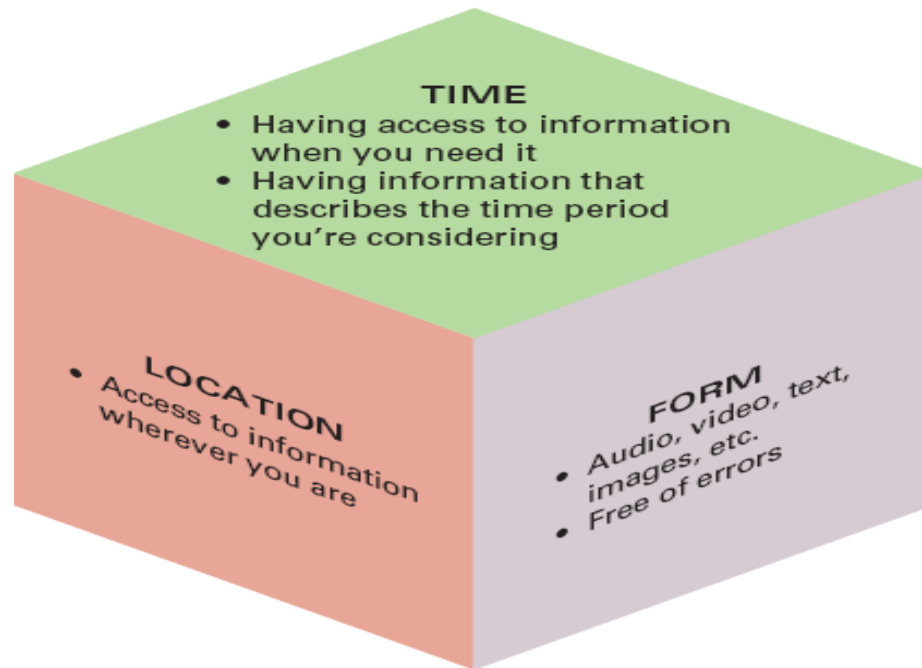 TIME
• Having access to information
when you need it
• Having information that
describes the time period
you're considering
LOCATION
• Access to information
wherever you are
FORM
• Audio, video, text,
images, etc.
• Free of errors